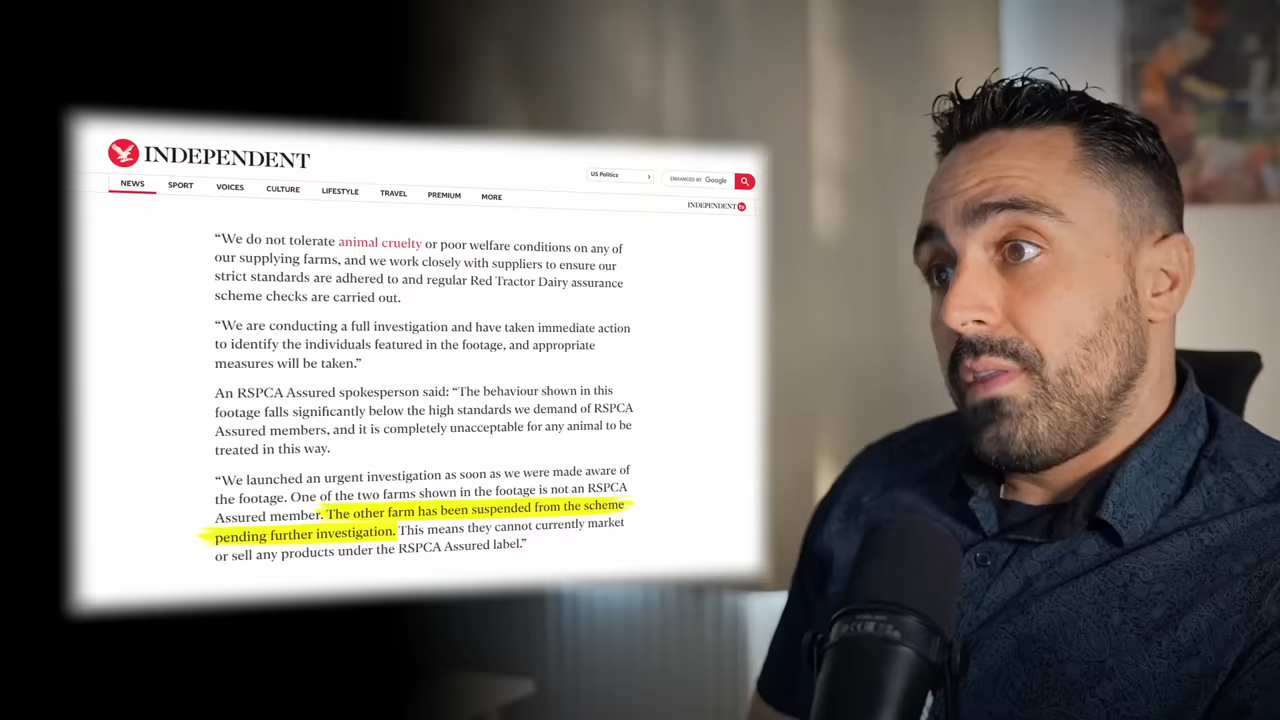 INDEPENDENT
US Politics
ENHANCED BY Google
NEWS SPORT VOICES CULTURE LIFESTYLE TRAVEL PREMIUM MORE
INDEPENDENT tv
“We do not tolerate animal cruelty or poor welfare conditions on any of
our supplying farms, and we work closely with suppliers to ensure our
strict standards are adhered to and regular Red Tractor Dairy assurance
scheme checks are carried out.
“We are conducting a full investigation and have taken immediate action
to identify the individuals featured in the footage, and appropriate
measures will be taken.”
An RSPCA Assured spokesperson said: “The behaviour shown in this
footage falls significantly below the high standards we demand of RSPCA
Assured members, and it is completely unacceptable for any animal to be
treated in this way.
“We launched an urgent investigation as soon as we were made aware of
the footage. One of the two farms shown in the footage is not an RSPCA
Assured member. The other farm has been suspended from the scheme
pending further investigation. This means they cannot currently market
or sell any products under the RSPCA Assured label.”